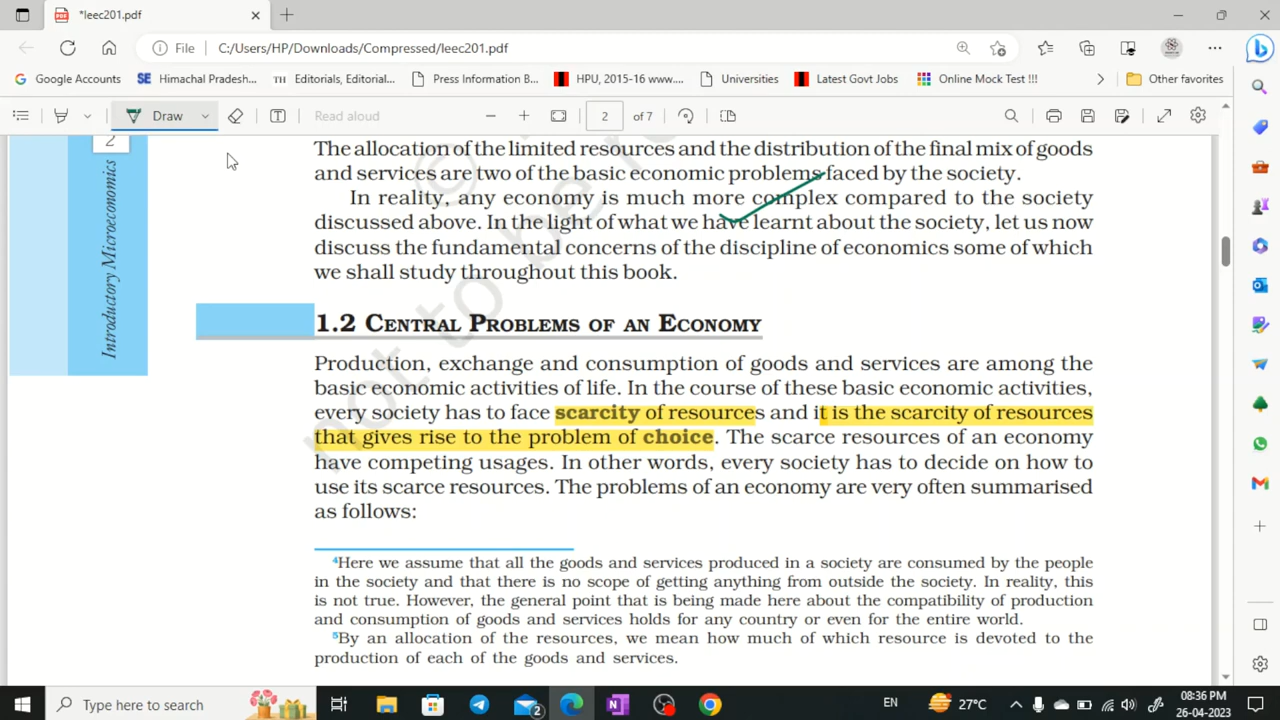 *leec201.pdf
File C:/Users/HP/Downloads/Compressed/leec201.pdf
Google Accounts SE Himachal Pradesh... TH Editorials, Editorial... Press Information B... HPU, 2015-16 www.... Universities Latest Govt Jobs Online Mock Test !!! Other favorites
Draw Read aloud 2 of 7
2
Introductory Microeconomics
The allocation of the limited resources and the distribution of the final mix of goods
and services are two of the basic economic problems faced by the society.
In reality, any economy is much more complex compared to the society
discussed above. In the light of what we have learnt about the society, let us now
discuss the fundamental concerns of the discipline of economics some of which
we shall study throughout this book.
1.2 CENTRAL PROBLEMS OF AN ECONOMY
Production, exchange and consumption of goods and services are among the
basic economic activities of life. In the course of these basic economic activities,
every society has to face scarcity of resources and it is the scarcity of resources
that gives rise to the problem of choice. The scarce resources of an economy
have competing usages. In other words, every society has to decide on how to
use its scarce resources. The problems of an economy are very often summarised
as follows:
4Here we assume that all the goods and services produced in a society are consumed by the people
in the society and that there is no scope of getting anything from outside the society. In reality, this
is not true. However, the general point that is being made here about the compatibility of production
and consumption of goods and services holds for any country or even for the entire world.
5By an allocation of the resources, we mean how much of which resource is devoted to the
production of each of the goods and services.
not to be re
©
Type here to search 2 EN 27°C 08:36 PM
26-04-2023